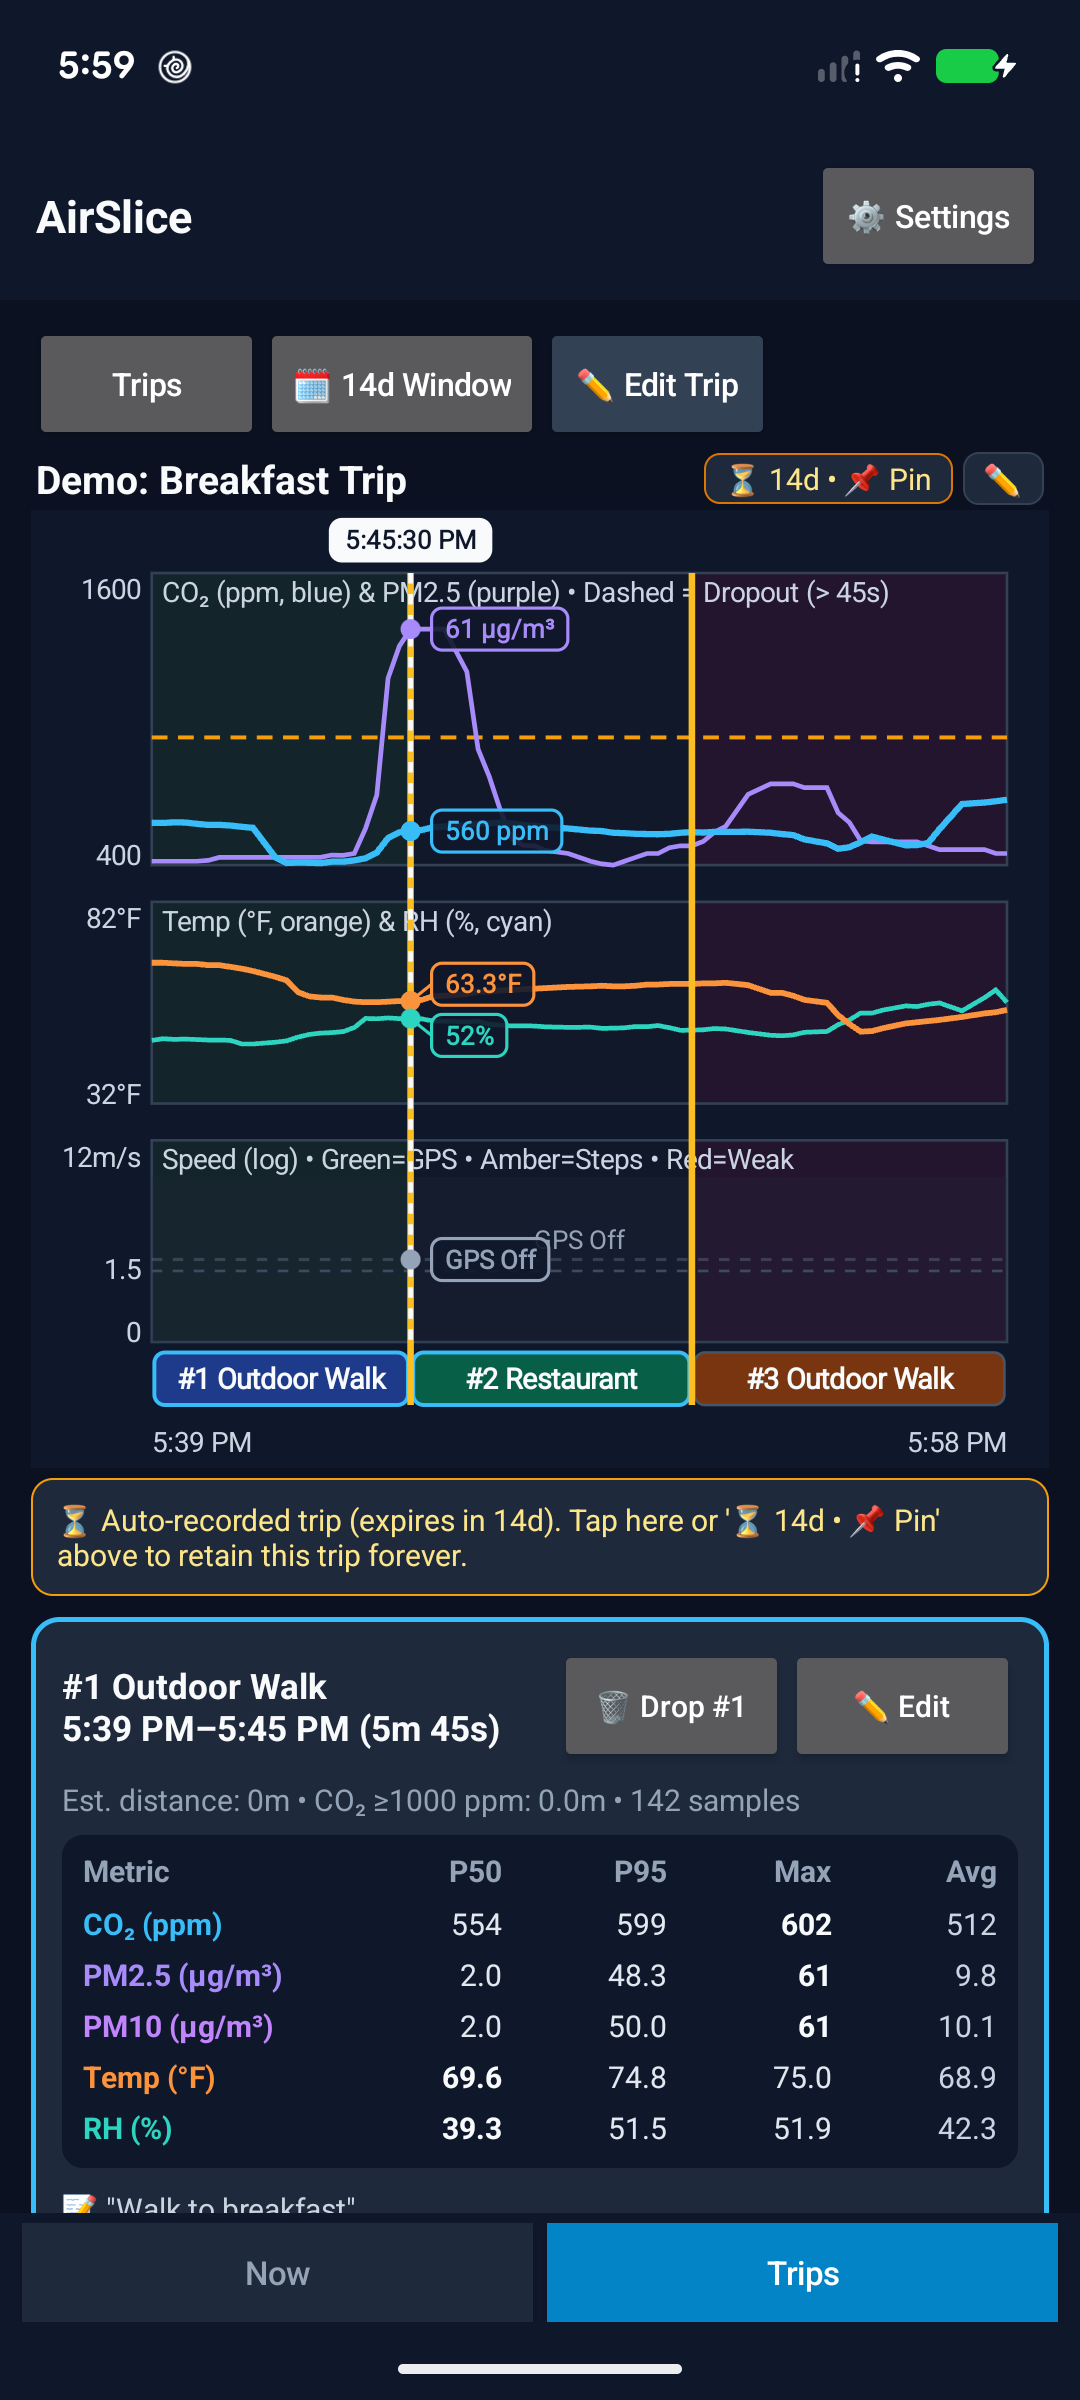 5:59
AirSlice
⚙️ Settings
Trips
🗓️ 14d Window
✏️ Edit Trip
Demo: Breakfast Trip
⏳ 14d • 📌 Pin
✏️
5:45:30 PM
1600
CO₂ (ppm, blue) & PM2.5 (purple) • Dashed = Dropout (> 45s)
61 µg/m³
560 ppm
400
82°F
Temp (°F, orange) & RH (%, cyan)
63.3°F
52%
32°F
12m/s
Speed (log) • Green=GPS • Amber=Steps • Red=Weak
GPS Off
GPS Off
1.5
0
#1 Outdoor Walk
#2 Restaurant
#3 Outdoor Walk
5:39 PM
5:58 PM
⏳ Auto-recorded trip (expires in 14d). Tap here or '⏳ 14d • 📌 Pin'
above to retain this trip forever.
#1 Outdoor Walk
5:39 PM–5:45 PM (5m 45s)
🗑️ Drop #1
✏️ Edit
Est. distance: 0m • CO₂ ≥1000 ppm: 0.0m • 142 samples
Metric P50 P95 Max Avg
CO₂ (ppm) 554 599 602 512
PM2.5 (µg/m³) 2.0 48.3 61 9.8
PM10 (µg/m³) 2.0 50.0 61 10.1
Temp (°F) 69.6 74.8 75.0 68.9
RH (%) 39.3 51.5 51.9 42.3
📝 "Walk to breakfast"
Now
Trips